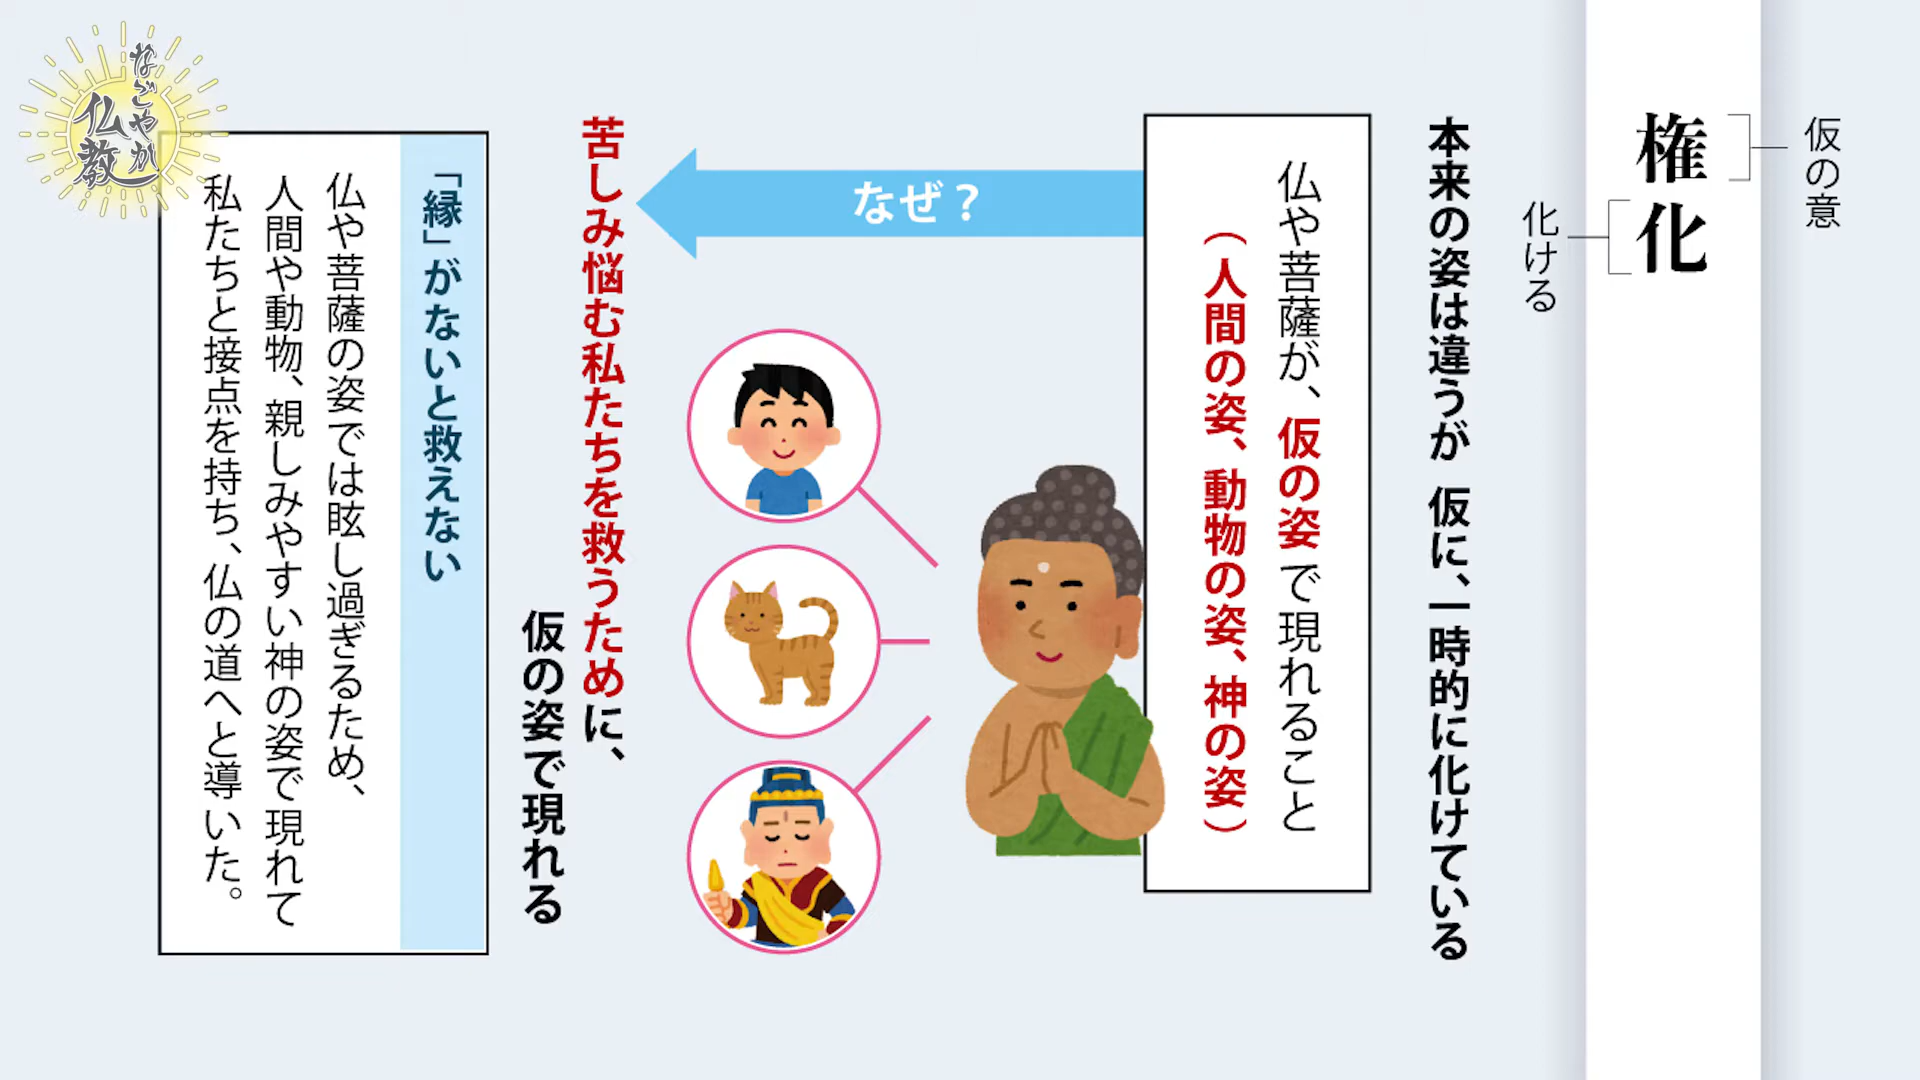 仮の意
権化
化ける
本来の姿は違うが 仮に、一時的に化けている
仏や菩薩が、仮の姿で現れること
（人間の姿、動物の姿、神の姿）
なぜ？
苦しみ悩む私たちを救うために、
仮の姿で現れる
「縁」がないと救えない
仏や菩薩の姿では眩し過ぎるため、
人間や動物、親しみやすい神の姿で現れて
私たちと接点を持ち、仏の道へと導いた。
なごやか
仏教